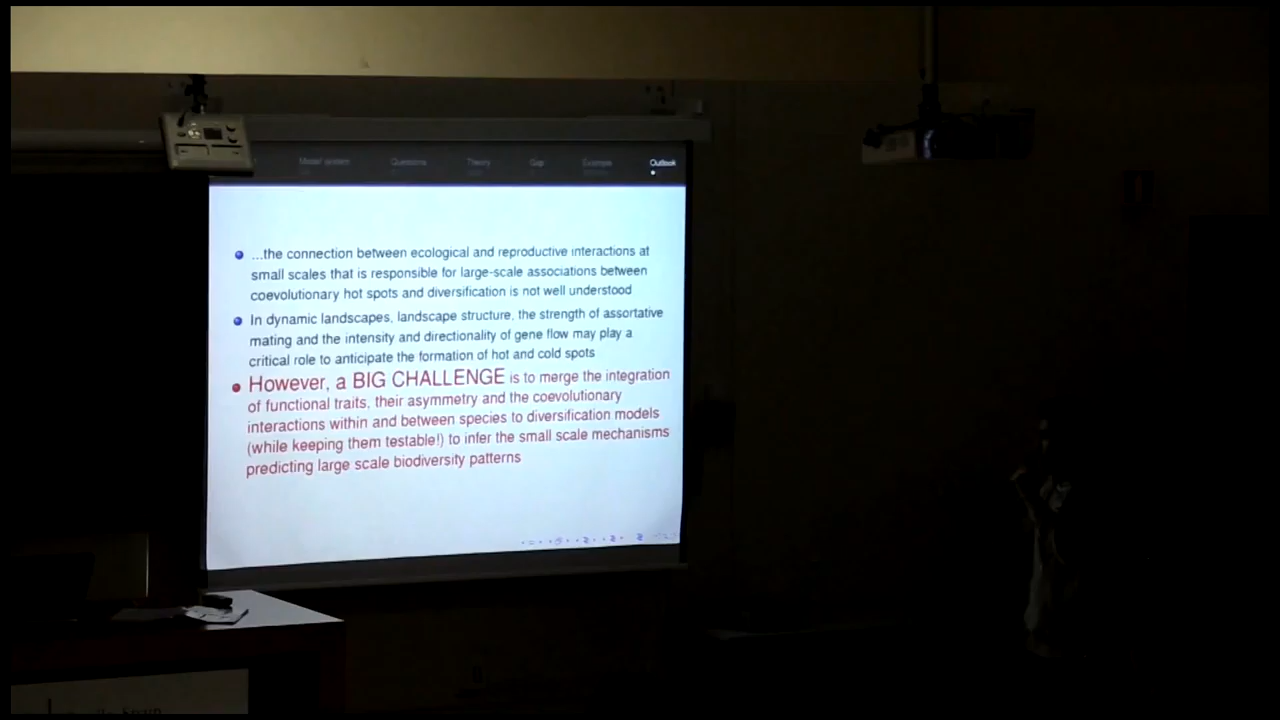 Model system Questions Theory Gap Example Outlook
...the connection between ecological and reproductive interactions at
small scales that is responsible for large-scale associations between
coevolutionary hot spots and diversification is not well understood
In dynamic landscapes, landscape structure, the strength of assortative
mating and the intensity and directionality of gene flow may play a
critical role to anticipate the formation of hot and cold spots
However, a BIG CHALLENGE is to merge the integration
of functional traits, their asymmetry and the coevolutionary
interactions within and between species to diversification models
(while keeping them testable!) to infer the small scale mechanisms
predicting large scale biodiversity patterns